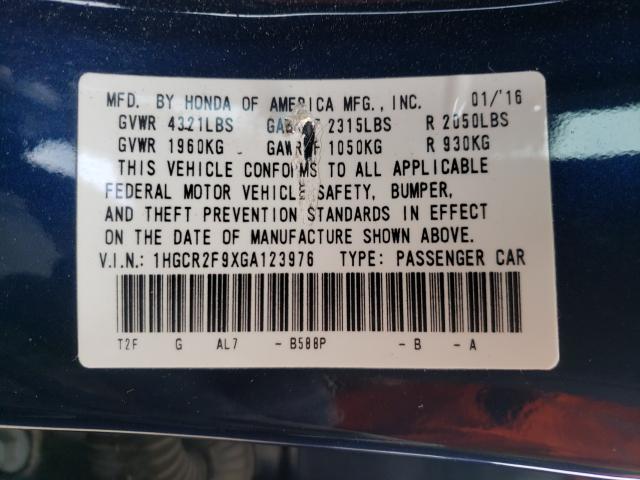 MFD. BY HONDA OF AMERICA MFG., INC. 01/'16
GVWR 4321LBS 2315LBS R 2050LBS
GVWR 1960KG GAWR F 1050KG R 930KG
THIS VEHICLE CONFORMS TO ALL APPLICABLE
FEDERAL MOTOR VEHICLE SAFETY, BUMPER,
AND THEFT PREVENTION STANDARDS IN EFFECT
ON THE DATE OF MANUFACTURE SHOWN ABOVE.
V.I.N.: 1HGCR2F9XGA123976 TYPE: PASSENGER CAR
T2F G AL7 - B588P - B - A